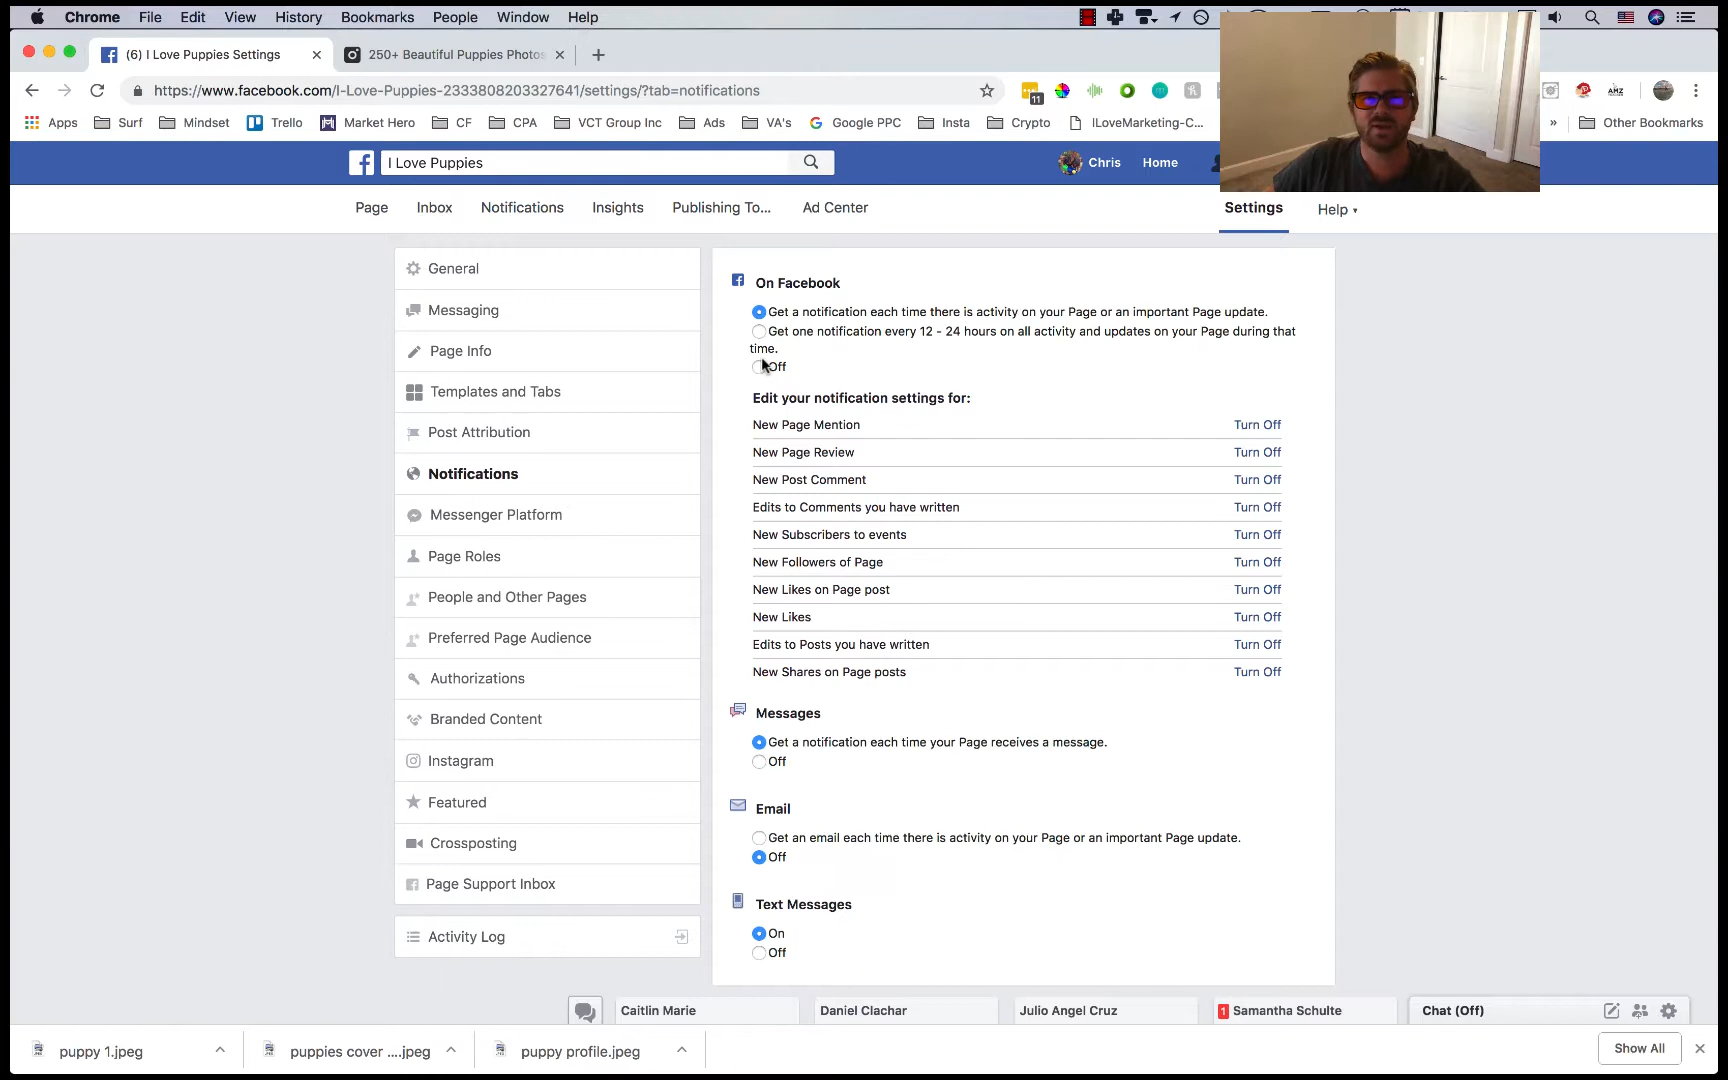 Chrome File Edit View History Bookmarks People Window Help
(6) I Love Puppies Settings
250+ Beautiful Puppies Photos
https://www.facebook.com/I-Love-Puppies-2333808203327641/settings/?tab=notifications
11
AMZ
Apps Surf Mindset Trello Market Hero CF CPA VCT Group Inc Ads VA's Google PPC Insta Crypto ILoveMarketing-C... » Other Bookmarks
I Love Puppies
Chris Home
Page Inbox Notifications Insights Publishing To... Ad Center Settings Help
General
Messaging
Page Info
Templates and Tabs
Post Attribution
Notifications
Messenger Platform
Page Roles
People and Other Pages
Preferred Page Audience
Authorizations
Branded Content
Instagram
Featured
Crossposting
Page Support Inbox
Activity Log
On Facebook
Get a notification each time there is activity on your Page or an important Page update.
Get one notification every 12 - 24 hours on all activity and updates on your Page during that
time.
Off
Edit your notification settings for:
New Page Mention Turn Off
New Page Review Turn Off
New Post Comment Turn Off
Edits to Comments you have written Turn Off
New Subscribers to events Turn Off
New Followers of Page Turn Off
New Likes on Page post Turn Off
New Likes Turn Off
Edits to Posts you have written Turn Off
New Shares on Page posts Turn Off
Messages
Get a notification each time your Page receives a message.
Off
Email
Get an email each time there is activity on your Page or an important Page update.
Off
Text Messages
On
Off
Caitlin Marie Daniel Clachar Julio Angel Cruz 1 Samantha Schulte Chat (Off)
puppy 1.jpeg puppies cover ....jpeg puppy profile.jpeg Show All